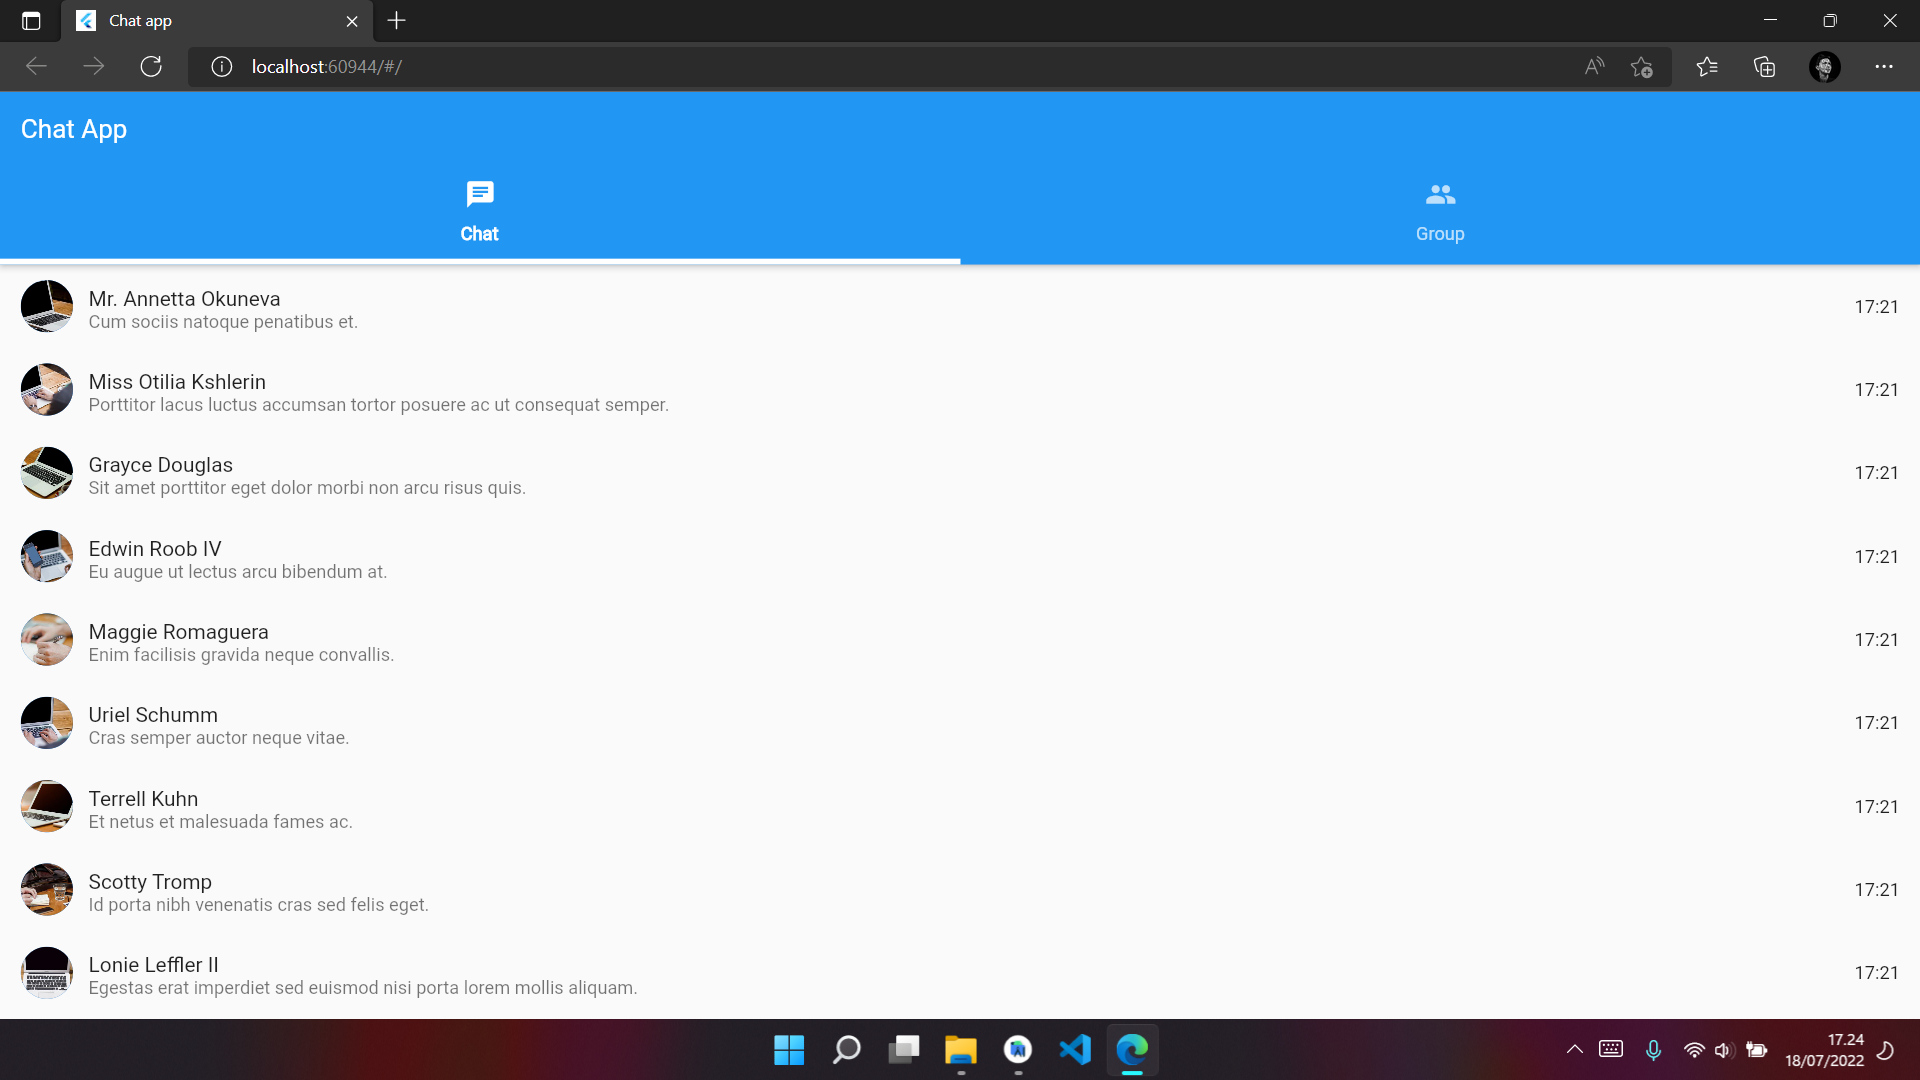 Chat app
localhost:60944/#/
Chat App
Chat
Group
Mr. Annetta Okuneva
Cum sociis natoque penatibus et.
17:21
Miss Otilia Kshlerin
Porttitor lacus luctus accumsan tortor posuere ac ut consequat semper.
17:21
Grayce Douglas
Sit amet porttitor eget dolor morbi non arcu risus quis.
17:21
Edwin Roob IV
Eu augue ut lectus arcu bibendum at.
17:21
Maggie Romaguera
Enim facilisis gravida neque convallis.
17:21
Uriel Schumm
Cras semper auctor neque vitae.
17:21
Terrell Kuhn
Et netus et malesuada fames ac.
17:21
Scotty Tromp
Id porta nibh venenatis cras sed felis eget.
17:21
Lonie Leffler II
Egestas erat imperdiet sed euismod nisi porta lorem mollis aliquam.
17:21
17.24
18/07/2022